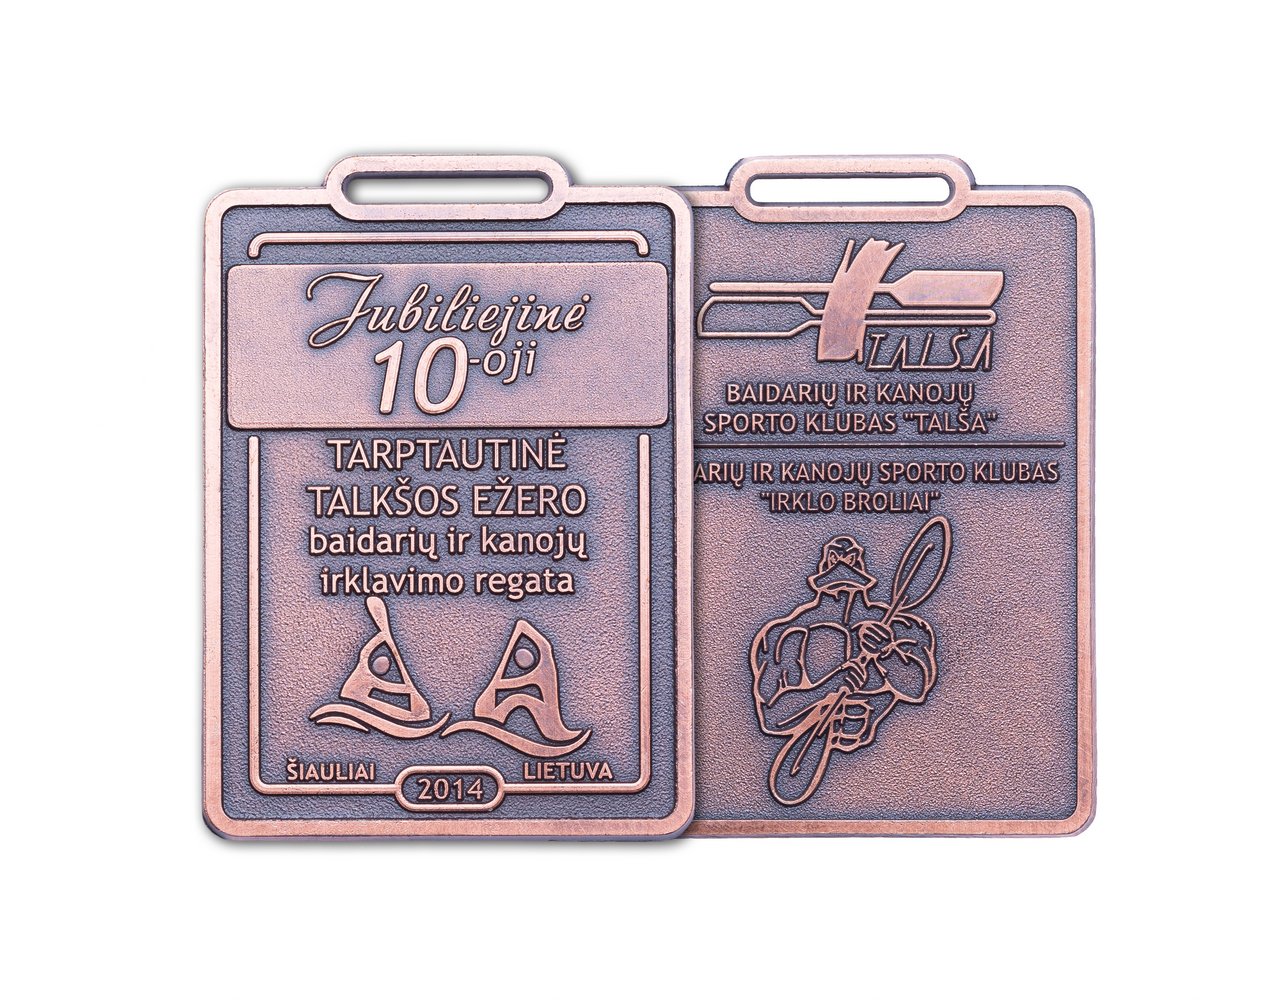 Jubiliejinė
10-oji
TARPTAUTINĖ
TALKŠOS EŽERO
baidarių ir kanojų
irklavimo regata
ŠIAULIAI 2014 LIETUVA
TALŠA
BAIDARIŲ IR KANOJŲ
SPORTO KLUBAS "TALŠA"
ARIŲ IR KANOJŲ SPORTO KLUBAS
"IRKLO BROLIAI"